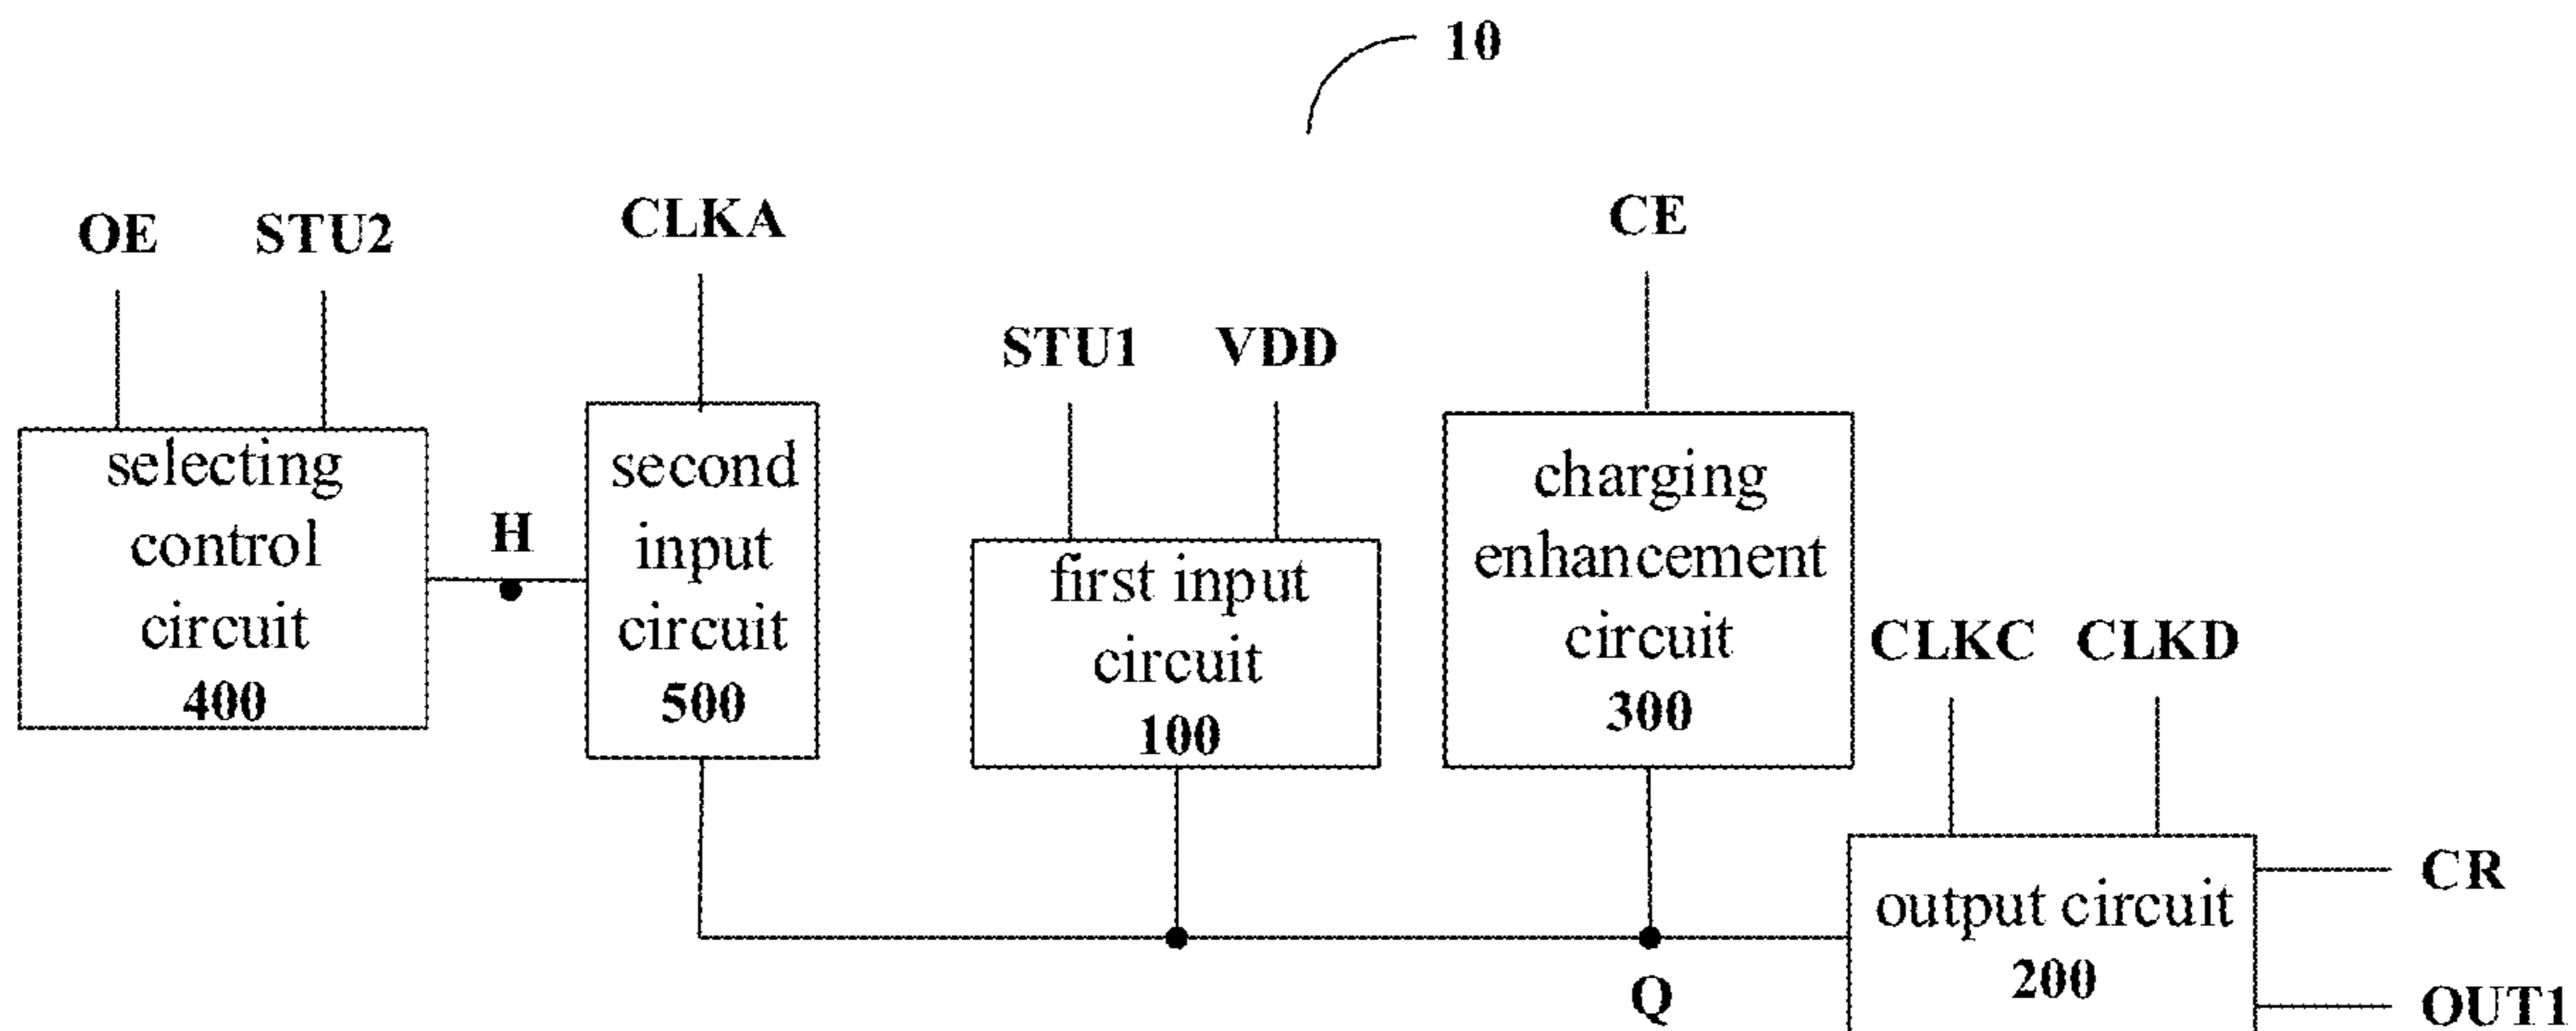 10
OE
STU2
CLKA
CE
STU1
VDD
selecting
control
circuit
400
H
second
input
circuit
500
first input
circuit
100
charging
enhancement
circuit
300
CLKC
CLKD
output circuit
200
CR
OUT1
Q